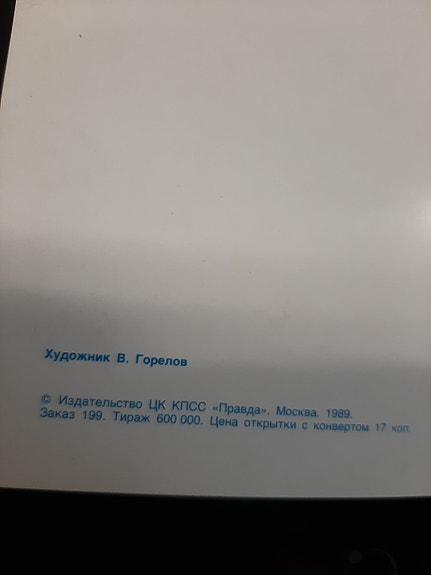 Художник В. Горелов
© Издательство ЦК КПСС «Правда». Москва. 1989.
Заказ 199. Тираж 600 000. Цена открытки с конвертом 17 коп.